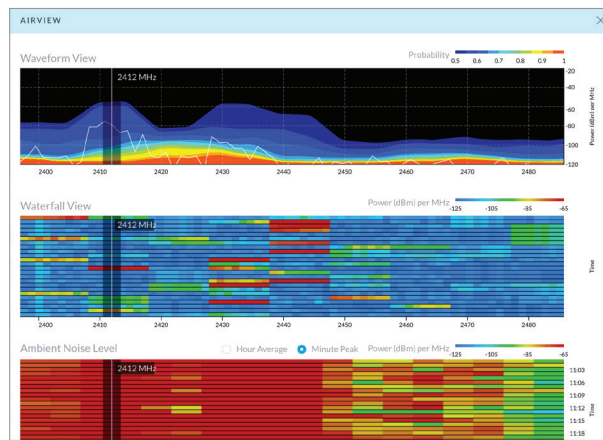 AIRVIEW
Waveform View
Probability 0.5 0.6 0.7 0.8 0.9 1
2412 MHz
-20
-40
-60
-80
-100
-120
Power (dBm) per MHz
2400 2410 2420 2430 2440 2450 2460 2470 2480
Waterfall View
Power (dBm) per MHz -125 -105 -85 -65
2412 MHz
Time
2400 2410 2420 2430 2440 2450 2460 2470 2480
Ambient Noise Level
Hour Average Minute Peak Power (dBm) per MHz -125 -105 -85 -65
2412 MHz
11:03
11:06
11:09
11:12
11:15
11:18
Time